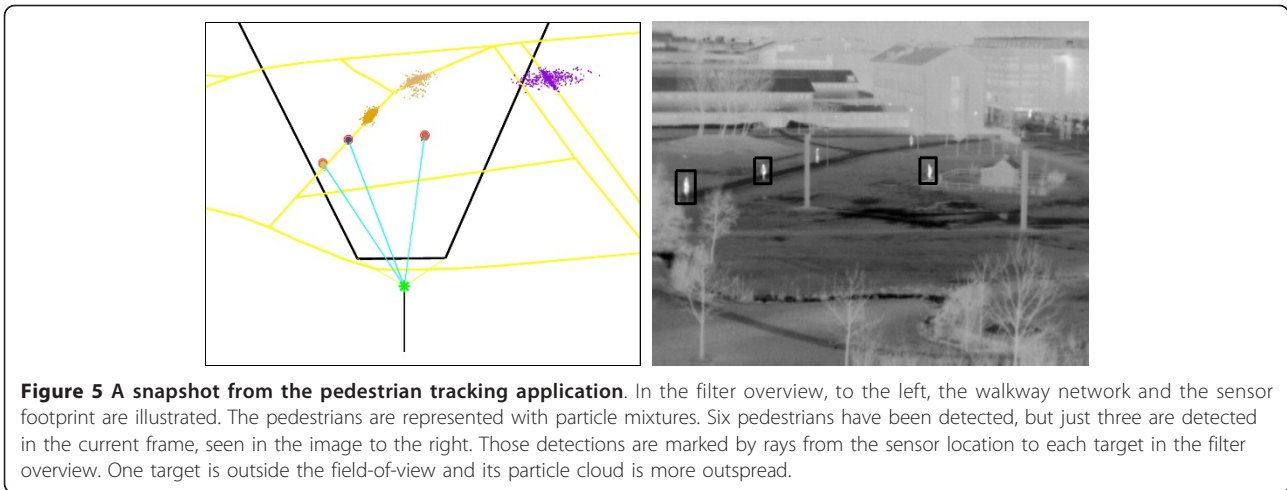 Figure 5 A snapshot from the pedestrian tracking application. In the filter overview, to the left, the walkway network and the sensor
footprint are illustrated. The pedestrians are represented with particle mixtures. Six pedestrians have been detected, but just three are detected
in the current frame, seen in the image to the right. Those detections are marked by rays from the sensor location to each target in the filter
overview. One target is outside the field-of-view and its particle cloud is more outspread.